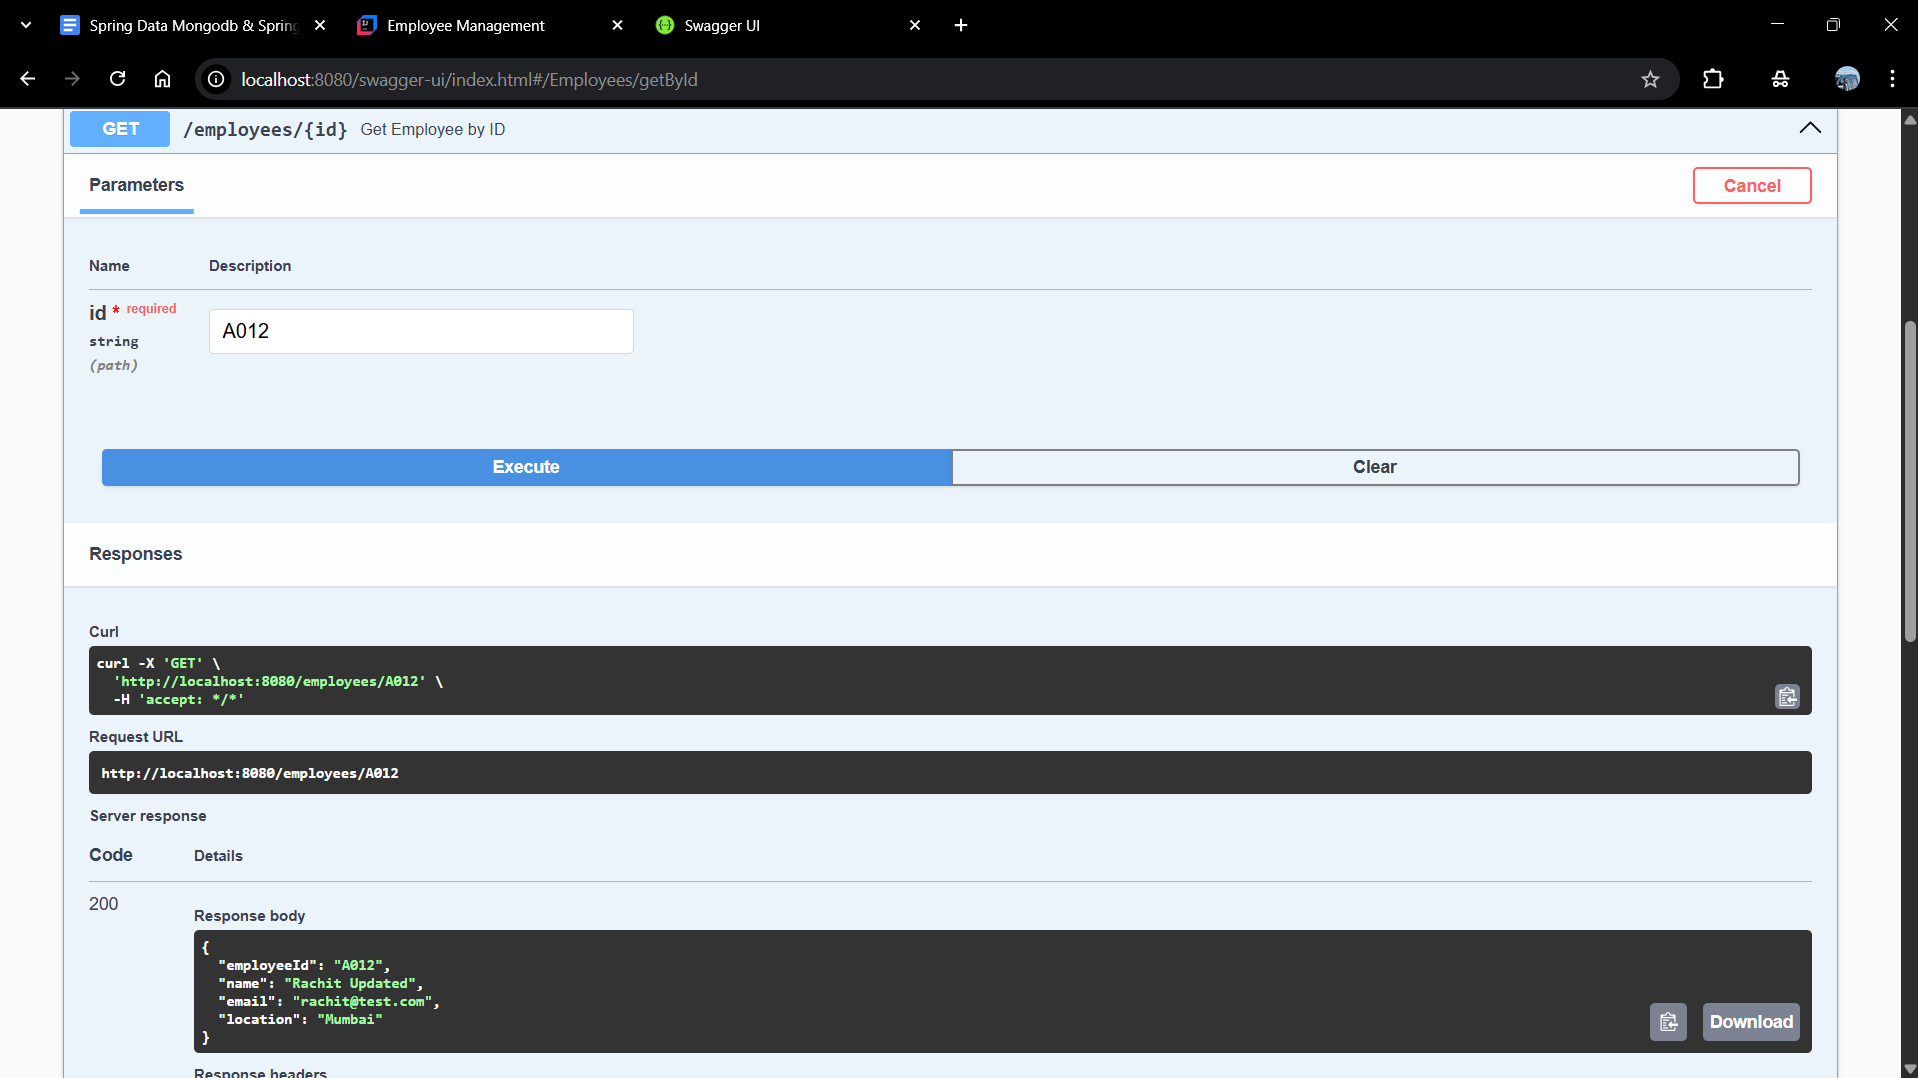 Spring Data Mongodb & Spring
Employee Management
Swagger UI
localhost:8080/swagger-ui/index.html#/Employees/getById
GET /employees/{id} Get Employee by ID
Parameters
Cancel
Name Description
id * required
string
(path)
A012
Execute
Clear
Responses
Curl
curl -X 'GET' \
'http://localhost:8080/employees/A012' \
-H 'accept: */*'
Request URL
http://localhost:8080/employees/A012
Server response
Code Details
200
Response body
{
"employeeId": "A012",
"name": "Rachit Updated",
"email": "rachit@test.com",
"location": "Mumbai"
}
Download
Response headers